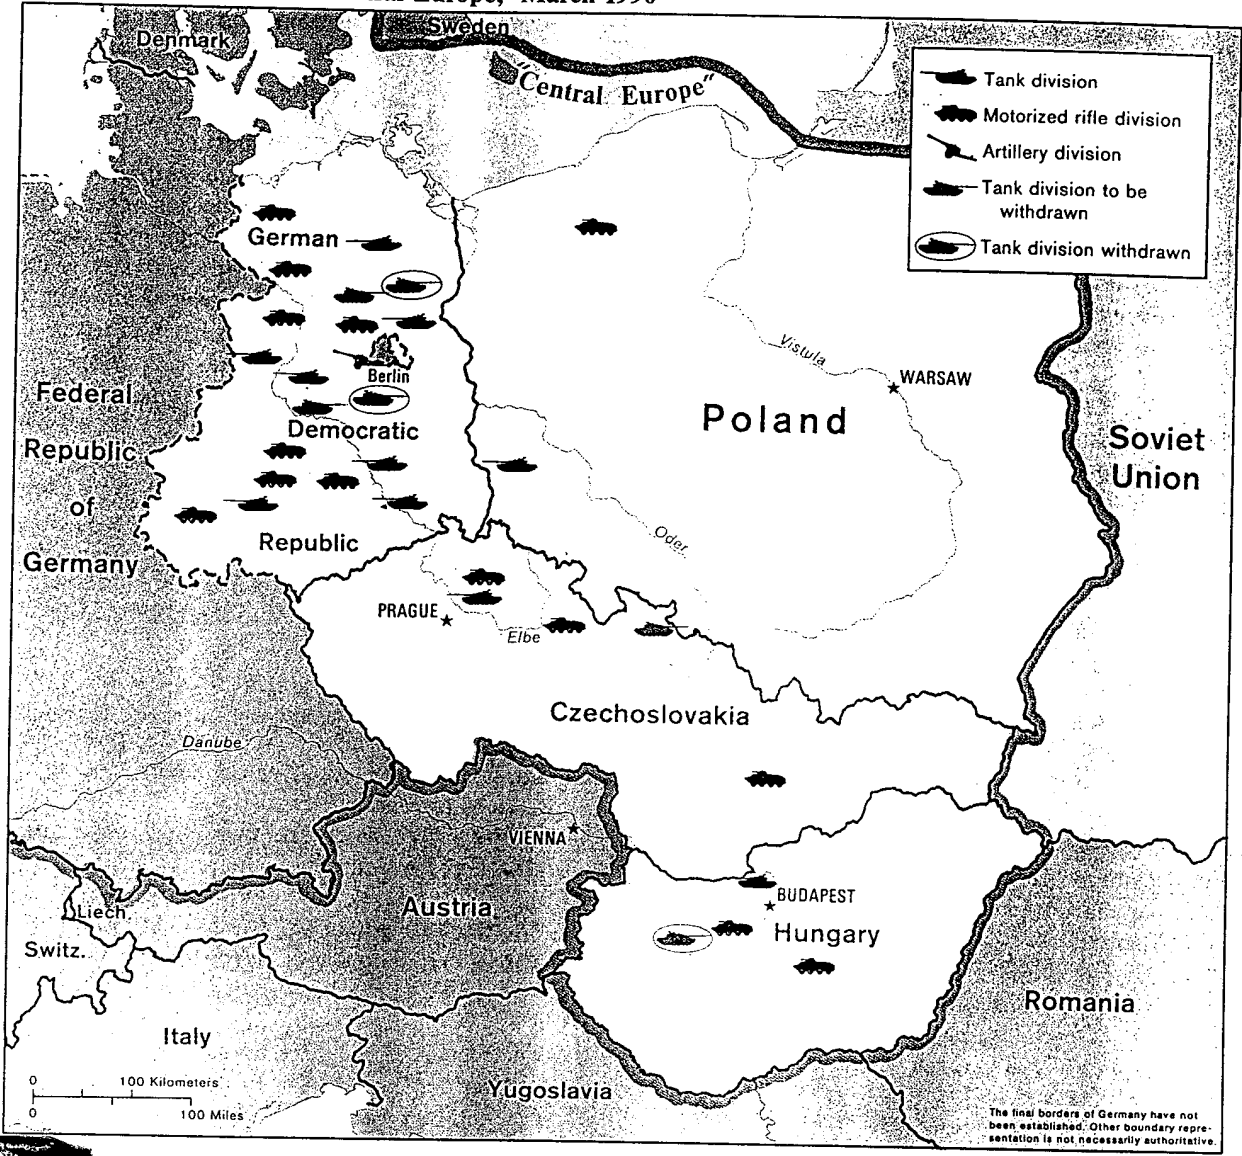 Europe, March 1990
Denmark
Sweden
"Central Europe"
Tank division
Motorized rifle division
Artillery division
Tank division to be
withdrawn
Tank division withdrawn
German
Vistula
Berlin
WARSAW
Federal
Republic
of
Germany
Democratic
Poland
Soviet
Union
Oder
Republic
PRAGUE
Elbe
Czechoslovakia
Danube
VIENNA
BUDAPEST
Liech.
Austria
Hungary
Switz.
Romania
Italy
0 100 Kilometers
0 100 Miles
Yugoslavia
The final borders of Germany have not
been established. Other boundary repre-
sentation is not necessarily authoritative.